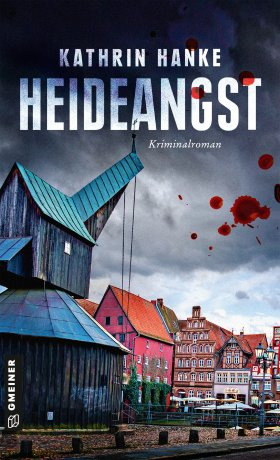 KATHRIN HANKE
HEIDEANGST
Kriminalroman
GMEINER